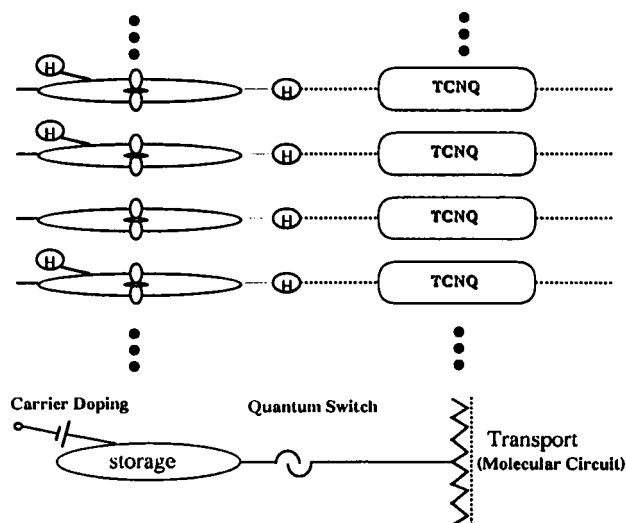 H
H TCNQ
H
H TCNQ
H TCNQ
H
H TCNQ
Carrier Doping
Quantum Switch
storage
Transport
(Molecular Circuit)